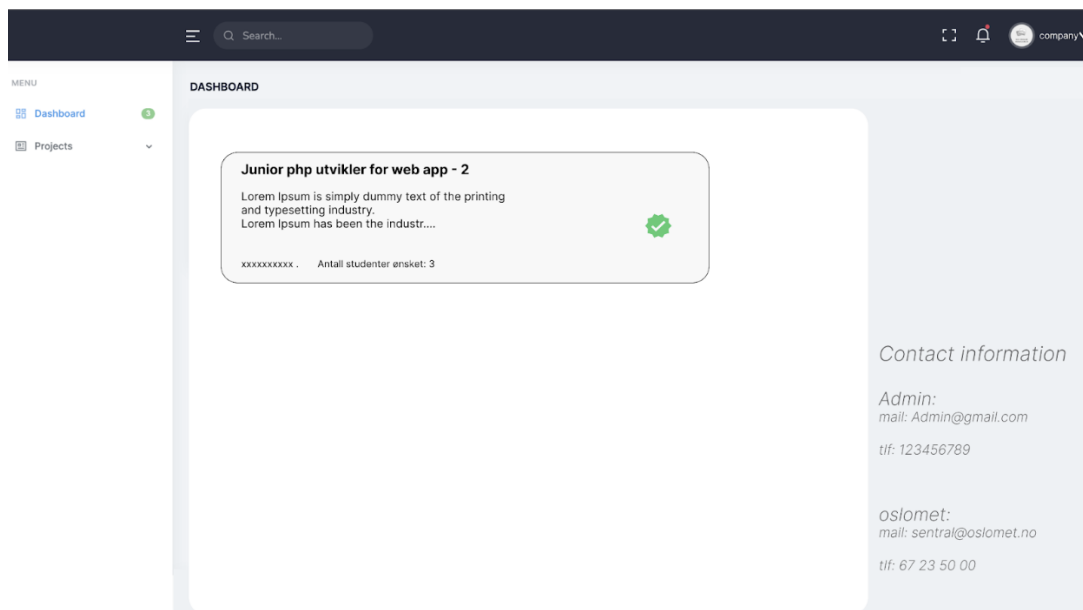 Search...
company
MENU
DASHBOARD
Dashboard 3
Projects
Junior php utvikler for web app - 2
Lorem Ipsum is simply dummy text of the printing
and typesetting industry.
Lorem Ipsum has been the industr....
xxxxxxxxxx . Antall studenter ønsket: 3
Contact information
Admin:
mail: Admin@gmail.com
tlf: 123456789
oslomet:
mail: sentral@oslomet.no
tlf: 67 23 50 00